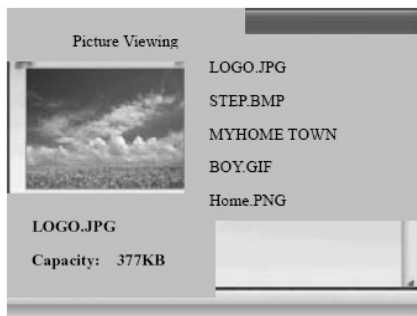 Picture Viewing
LOGO.JPG
STEP.BMP
MYHOME TOWN
BOY.GIF
Home.PNG
LOGO.JPG
Capacity: 377KB